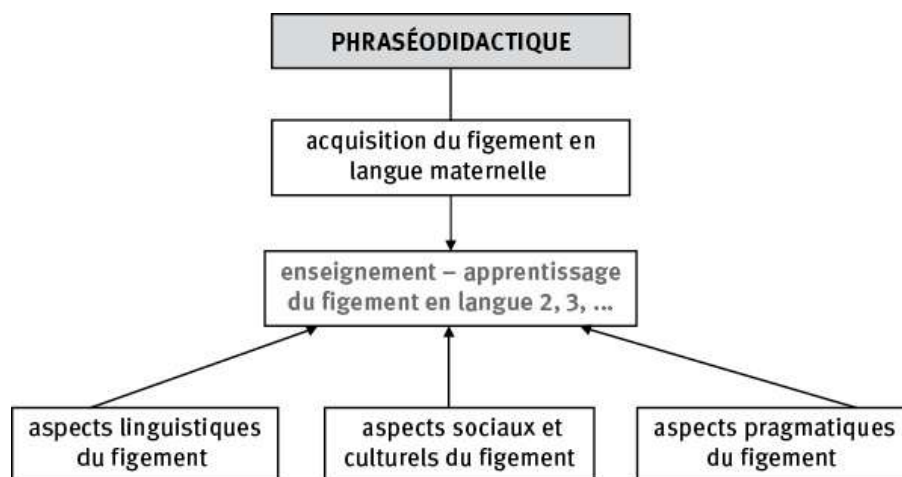 PHRASÉODIDACTIQUE
acquisition du figement en
langue maternelle
enseignement – apprentissage
du figement en langue 2, 3, ...
aspects linguistiques
du figement
aspects sociaux et
culturels du figement
aspects pragmatiques
du figement